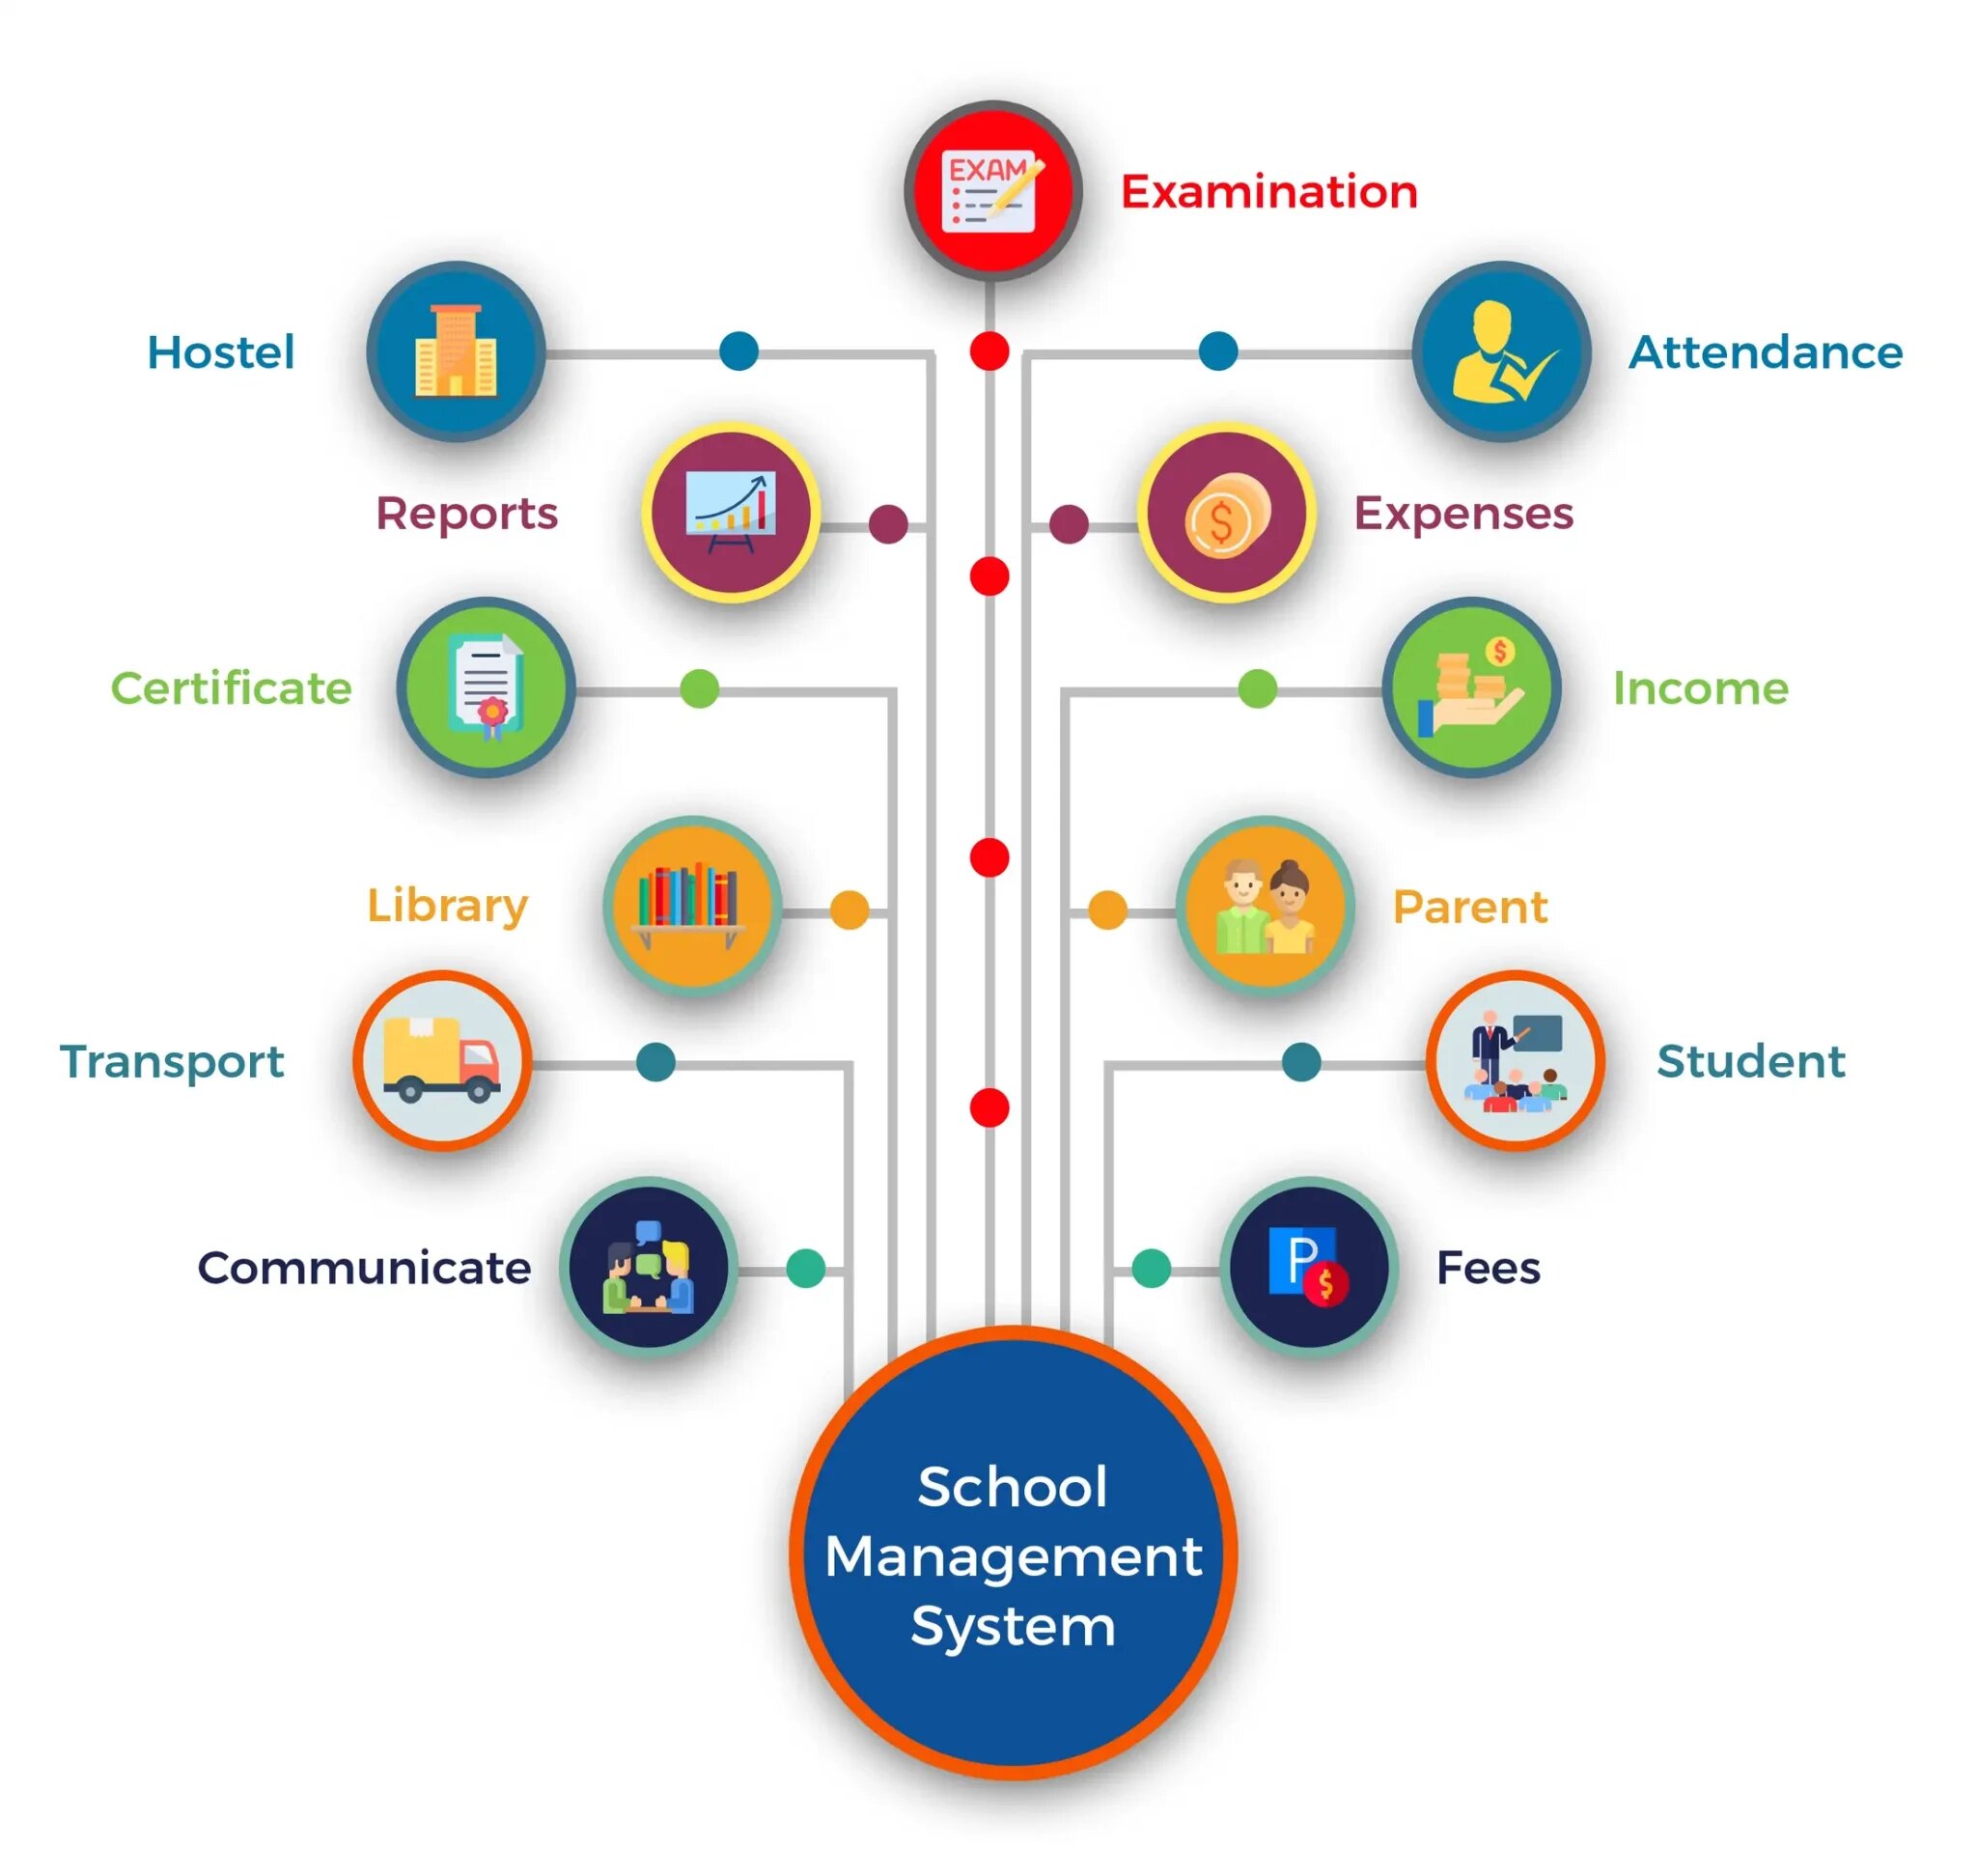 EXAM
Examination
Hostel
Attendance
Reports
Expenses
$
Certificate
$
Income
Library
Parent
Transport
Student
Communicate
P
$
Fees
School
Management
System